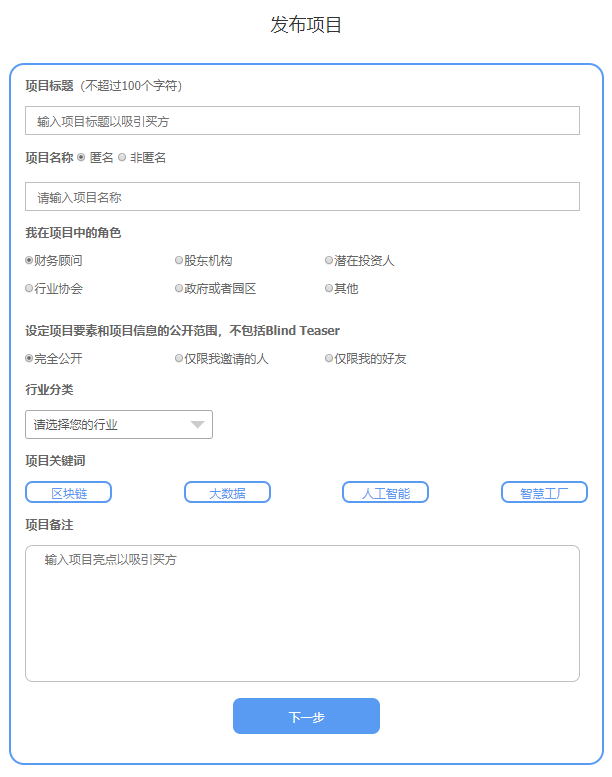 发布项目
项目标题（不超过100个字符）
输入项目标题以吸引买方
项目名称 匿名 非匿名
请输入项目名称
我在项目中的角色
财务顾问 股东机构 潜在投资人
行业协会 政府或者园区 其他
设定项目要素和项目信息的公开范围，不包括Blind Teaser
完全公开 仅限我邀请的人 仅限我的好友
行业分类
请选择您的行业
项目关键词
区块链 大数据 人工智能 智慧工厂
项目备注
输入项目亮点以吸引买方
下一步